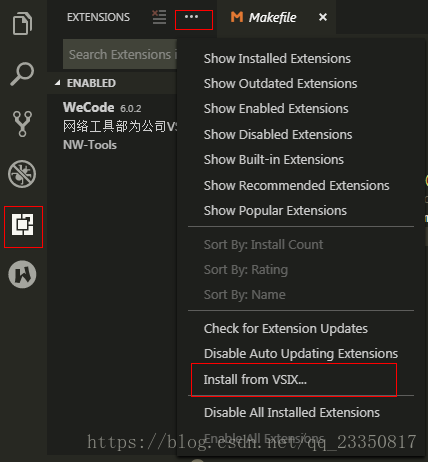 EXTENSIONS
Makefile
Search Extensions i
ENABLED
WeCode 6.0.2
网络工具部为公司VS
NW-Tools
Show Installed Extensions
Show Outdated Extensions
Show Enabled Extensions
Show Disabled Extensions
Show Built-in Extensions
Show Recommended Extensions
Show Popular Extensions
Sort By: Install Count
Sort By: Rating
Sort By: Name
Check for Extension Updates
Disable Auto Updating Extensions
Install from VSIX...
Disable All Installed Extensions
Enable All Extensions
https://blog.csdn.net/qq_23350817